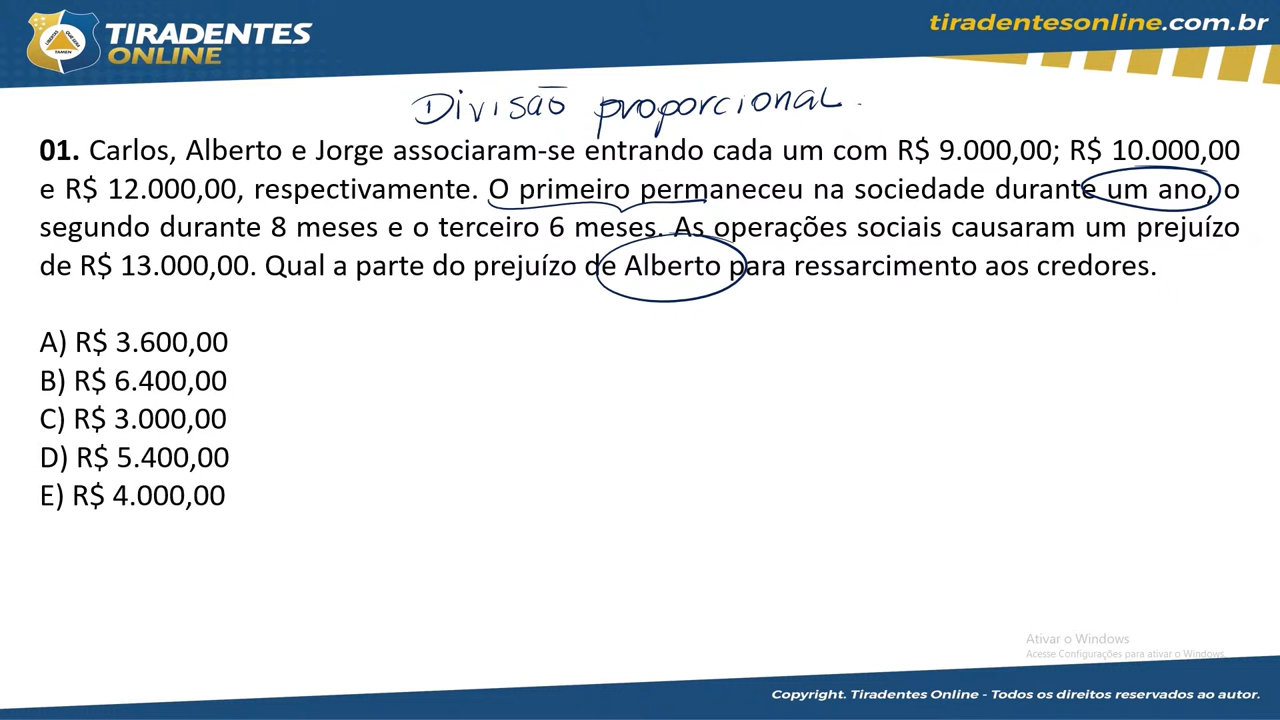 TIRADENTES
ONLINE
tiradentesonline.com.br
Divisão proporcional.
01. Carlos, Alberto e Jorge associaram-se entrando cada um com R$ 9.000,00; R$ 10.000,00
e R$ 12.000,00, respectivamente. O primeiro permaneceu na sociedade durante um ano, o
segundo durante 8 meses e o terceiro 6 meses. As operações sociais causaram um prejuízo
de R$ 13.000,00. Qual a parte do prejuízo de Alberto para ressarcimento aos credores.
A) R$ 3.600,00
B) R$ 6.400,00
C) R$ 3.000,00
D) R$ 5.400,00
E) R$ 4.000,00
Ativar o Windows
Acesse Configurações para ativar o Windows.
Copyright. Tiradentes Online - Todos os direitos reservados ao autor.